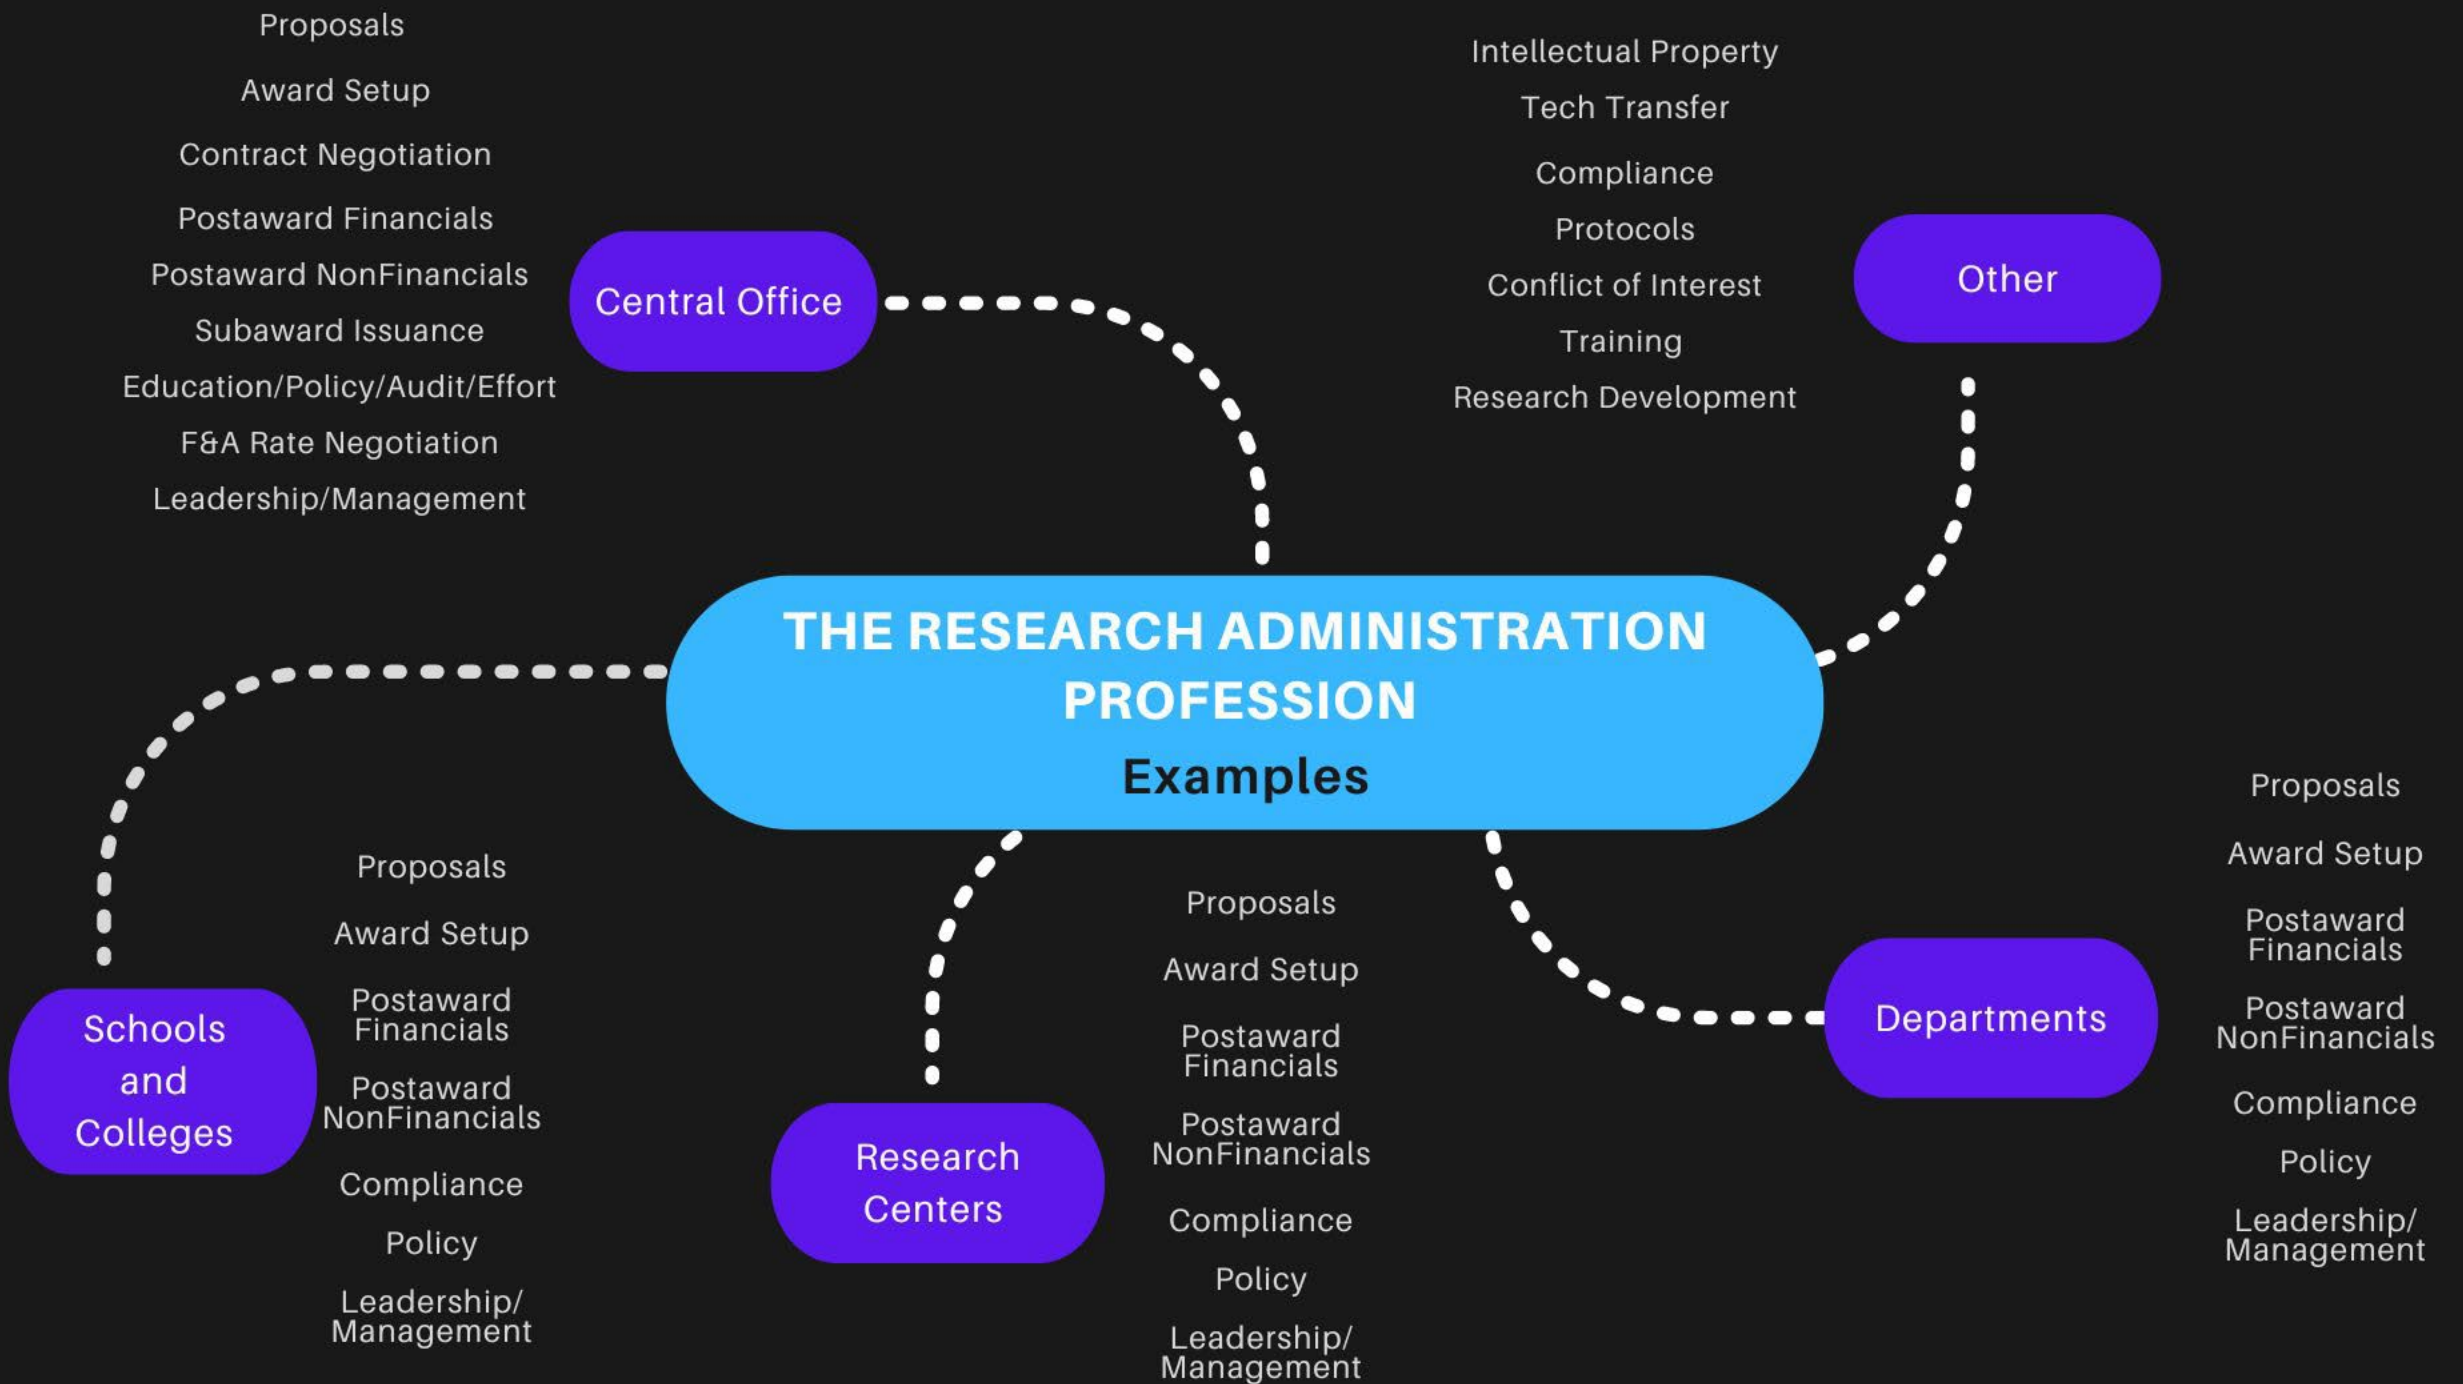 Proposals
Award Setup
Contract Negotiation
Postaward Financials
Postaward NonFinancials
Subaward Issuance
Education/Policy/Audit/Effort
F&A Rate Negotiation
Leadership/Management
Central Office
Intellectual Property
Tech Transfer
Compliance
Protocols
Conflict of Interest
Training
Research Development
Other
THE RESEARCH ADMINISTRATION
PROFESSION
Examples
Schools
and
Colleges
Proposals
Award Setup
Postaward
Financials
Postaward
NonFinancials
Compliance
Policy
Leadership/
Management
Research
Centers
Proposals
Award Setup
Postaward
Financials
Postaward
NonFinancials
Compliance
Policy
Leadership/
Management
Departments
Proposals
Award Setup
Postaward
Financials
Postaward
NonFinancials
Compliance
Policy
Leadership/
Management